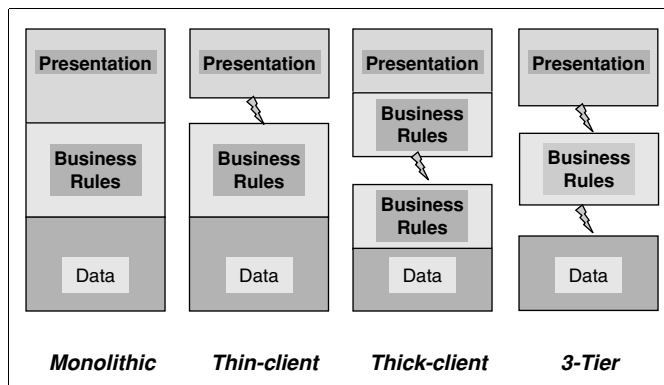 Presentation
Business
Rules
Data
Monolithic
Presentation
Business
Rules
Data
Thin-client
Presentation
Business
Rules
Business
Rules
Data
Thick-client
Presentation
Business
Rules
Data
3-Tier